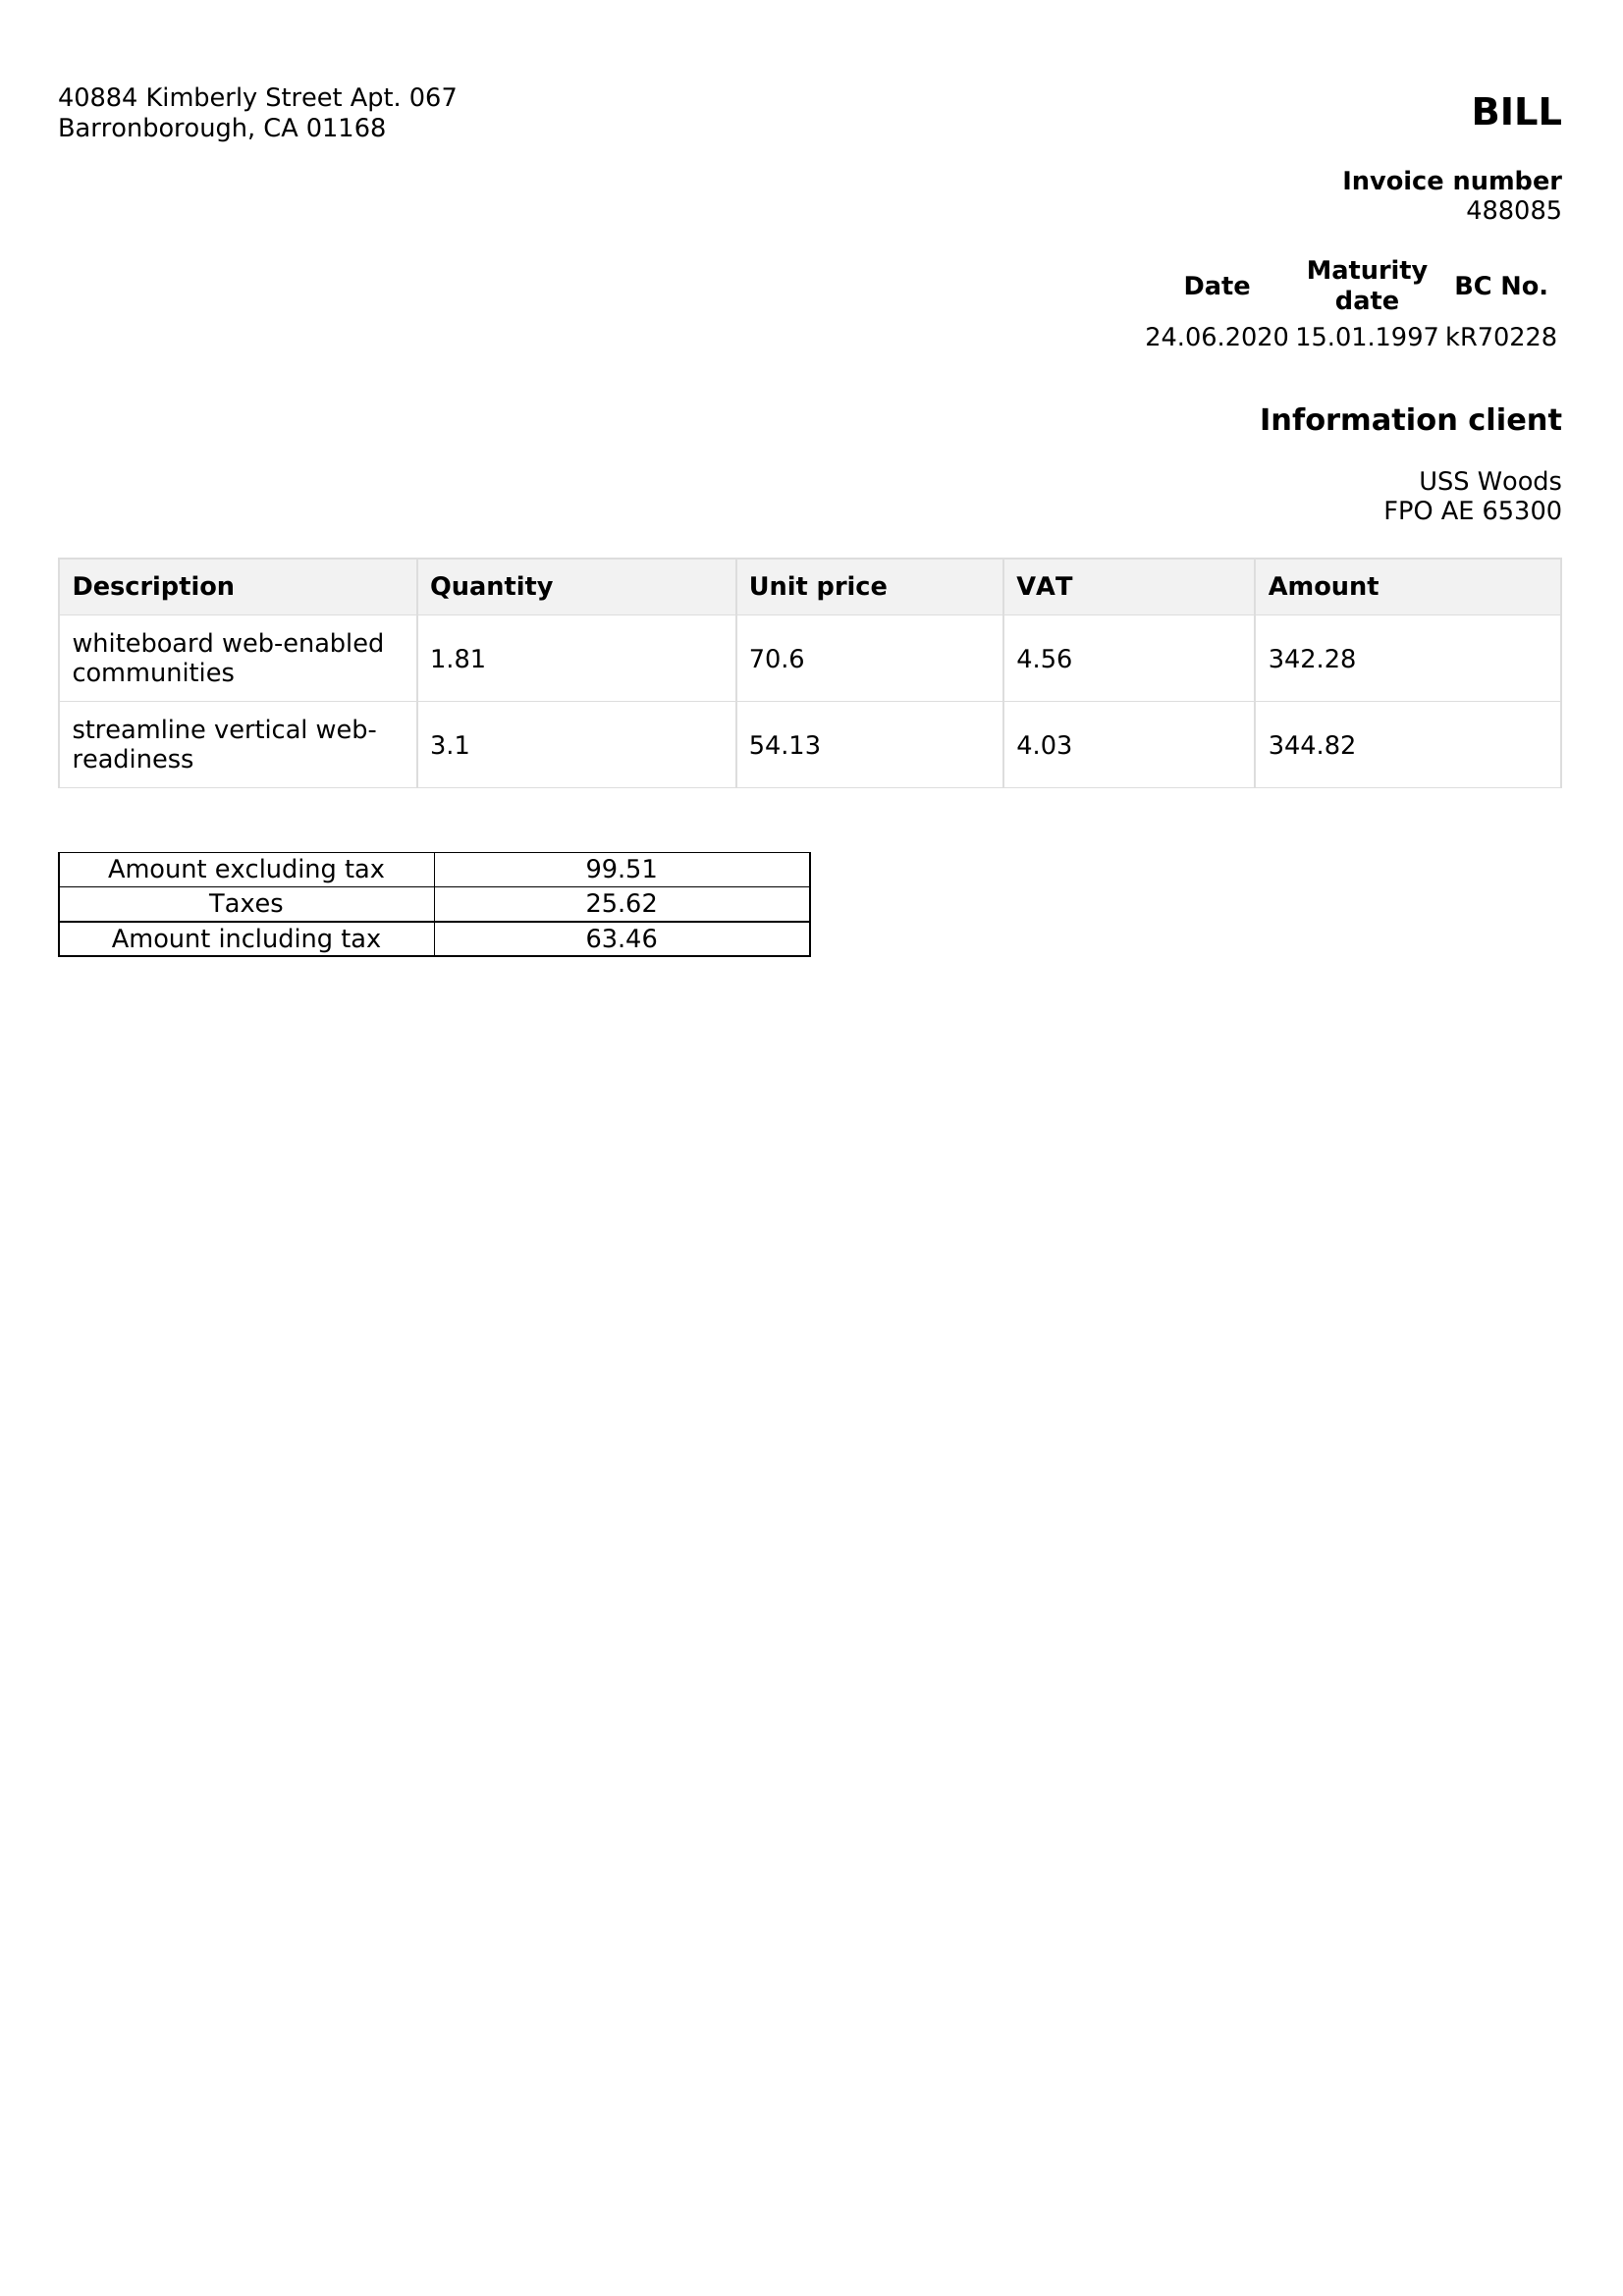 40884 Kimberly Street Apt. 067
Barronborough, CA 01168
BILL
Invoice number
488085
Date Maturity date BC No.
24.06.2020 15.01.1997 kR70228
Information client
USS Woods
FPO AE 65300
Description Quantity Unit price VAT Amount
whiteboard web-enabled
communities 1.81 70.6 4.56 342.28
streamline vertical web-
readiness 3.1 54.13 4.03 344.82
Amount excluding tax 99.51
Taxes 25.62
Amount including tax 63.46